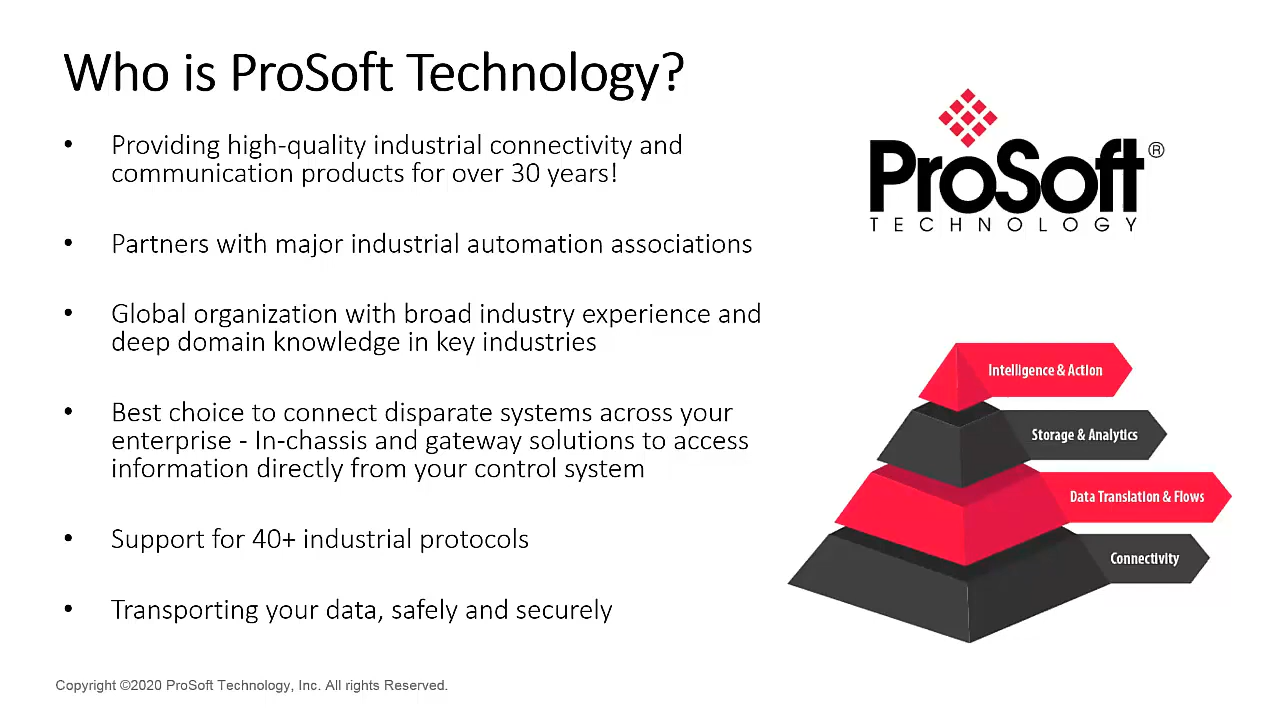 Who is ProSoft Technology?
• Providing high-quality industrial connectivity and
communication products for over 30 years!
• Partners with major industrial automation associations
• Global organization with broad industry experience and
deep domain knowledge in key industries
• Best choice to connect disparate systems across your
enterprise - In-chassis and gateway solutions to access
information directly from your control system
• Support for 40+ industrial protocols
• Transporting your data, safely and securely
ProSoft®
TECHNOLOGY
Intelligence & Action
Storage & Analytics
Data Translation & Flows
Connectivity
Copyright ©2020 ProSoft Technology, Inc. All rights Reserved.